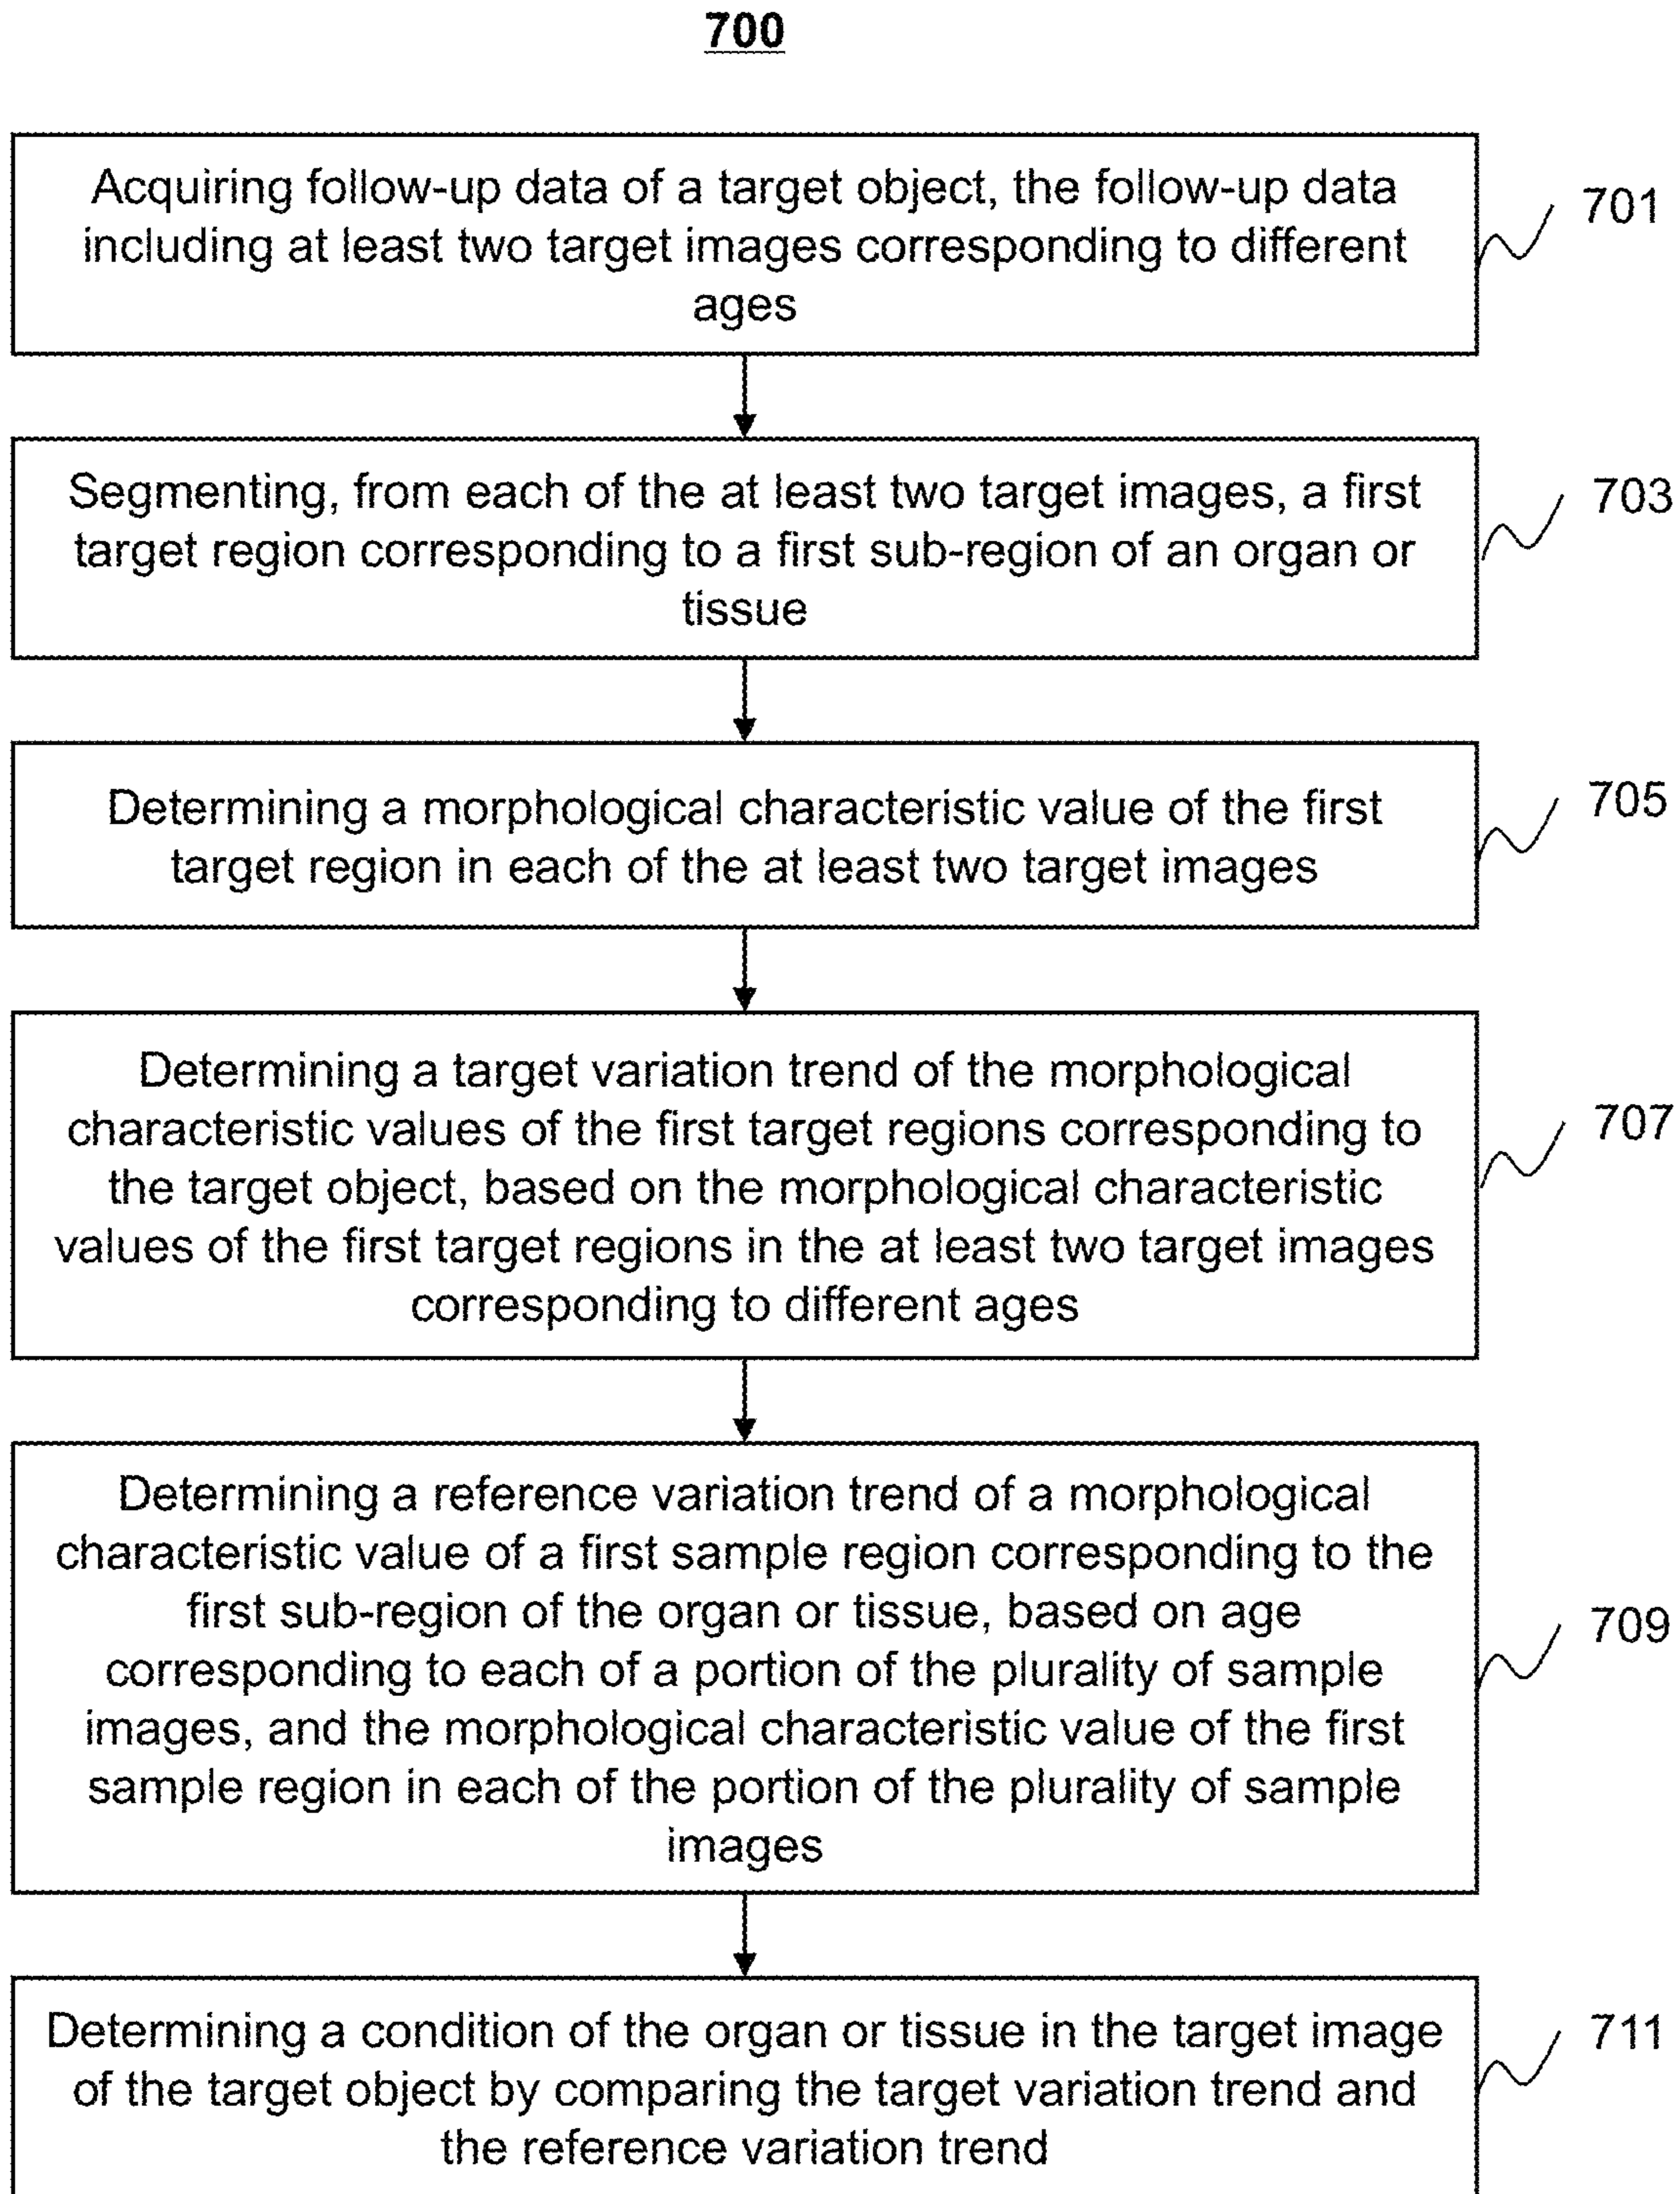 700
Acquiring follow-up data of a target object, the follow-up data
including at least two target images corresponding to different
ages
701
Segmenting, from each of the at least two target images, a first
target region corresponding to a first sub-region of an organ or
tissue
703
Determining a morphological characteristic value of the first
target region in each of the at least two target images
705
Determining a target variation trend of the morphological
characteristic values of the first target regions corresponding to
the target object, based on the morphological characteristic
values of the first target regions in the at least two target images
corresponding to different ages
707
Determining a reference variation trend of a morphological
characteristic value of a first sample region corresponding to the
first sub-region of the organ or tissue, based on age
corresponding to each of a portion of the plurality of sample
images, and the morphological characteristic value of the first
sample region in each of the portion of the plurality of sample
images
709
Determining a condition of the organ or tissue in the target image
of the target object by comparing the target variation trend and
the reference variation trend
711